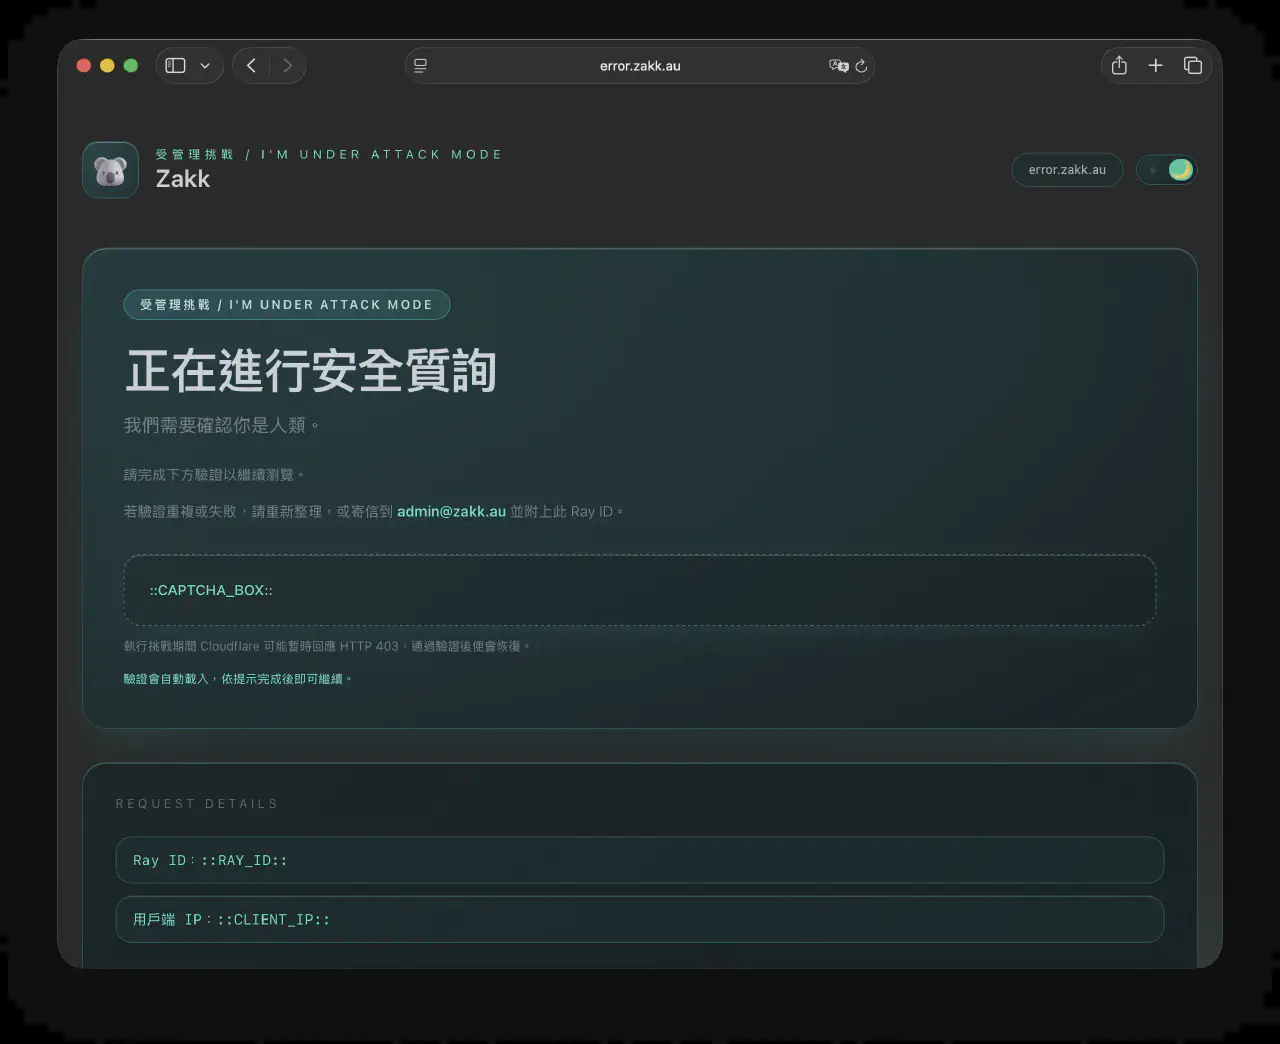 error.zakk.au
受管理挑戰 / I'M UNDER ATTACK MODE
Zakk
error.zakk.au
受管理挑戰 / I'M UNDER ATTACK MODE
正在進行安全質詢
我們需要確認你是人類。
請完成下方驗證以繼續瀏覽。
若驗證重複或失敗，請重新整理，或寄信到 admin@zakk.au 並附上此 Ray ID。
::CAPTCHA_BOX::
執行挑戰期間 Cloudflare 可能暫時回應 HTTP 403，通過驗證後便會恢復。
驗證會自動載入，依提示完成後即可繼續。
REQUEST DETAILS
Ray ID：::RAY_ID::
用戶端 IP：::CLIENT_IP::